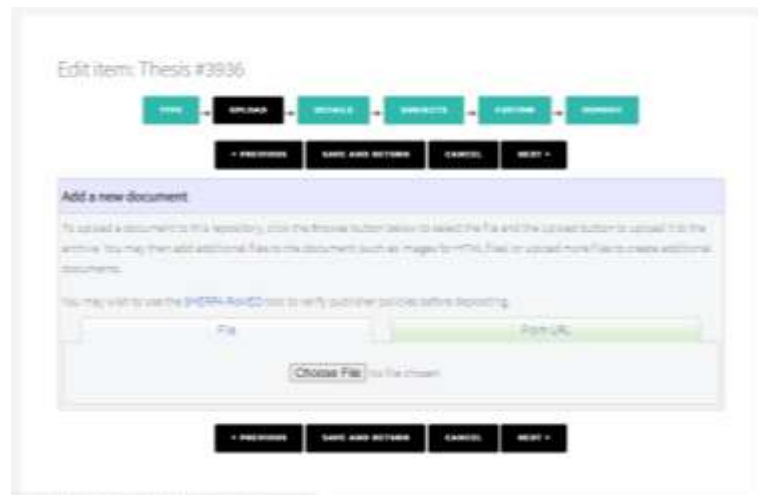 Edit item: Thesis #3936
TYPE → UPLOAD → DETAILS → SUBJECTS → →
< PREVIOUS SAVE AND RETURN CANCEL NEXT >
Add a new document
To upload a document to this repository, click the Browse button below to select the file and the upload button to upload it to the
archive. You may then add additional files to the document (such as images for HTML files) or upload more files to create additional
documents.
You may wish to use the SHERPA RoMEO tool to verify publisher policies before depositing.
File From URL
Choose File No file chosen
< PREVIOUS SAVE AND RETURN CANCEL NEXT >